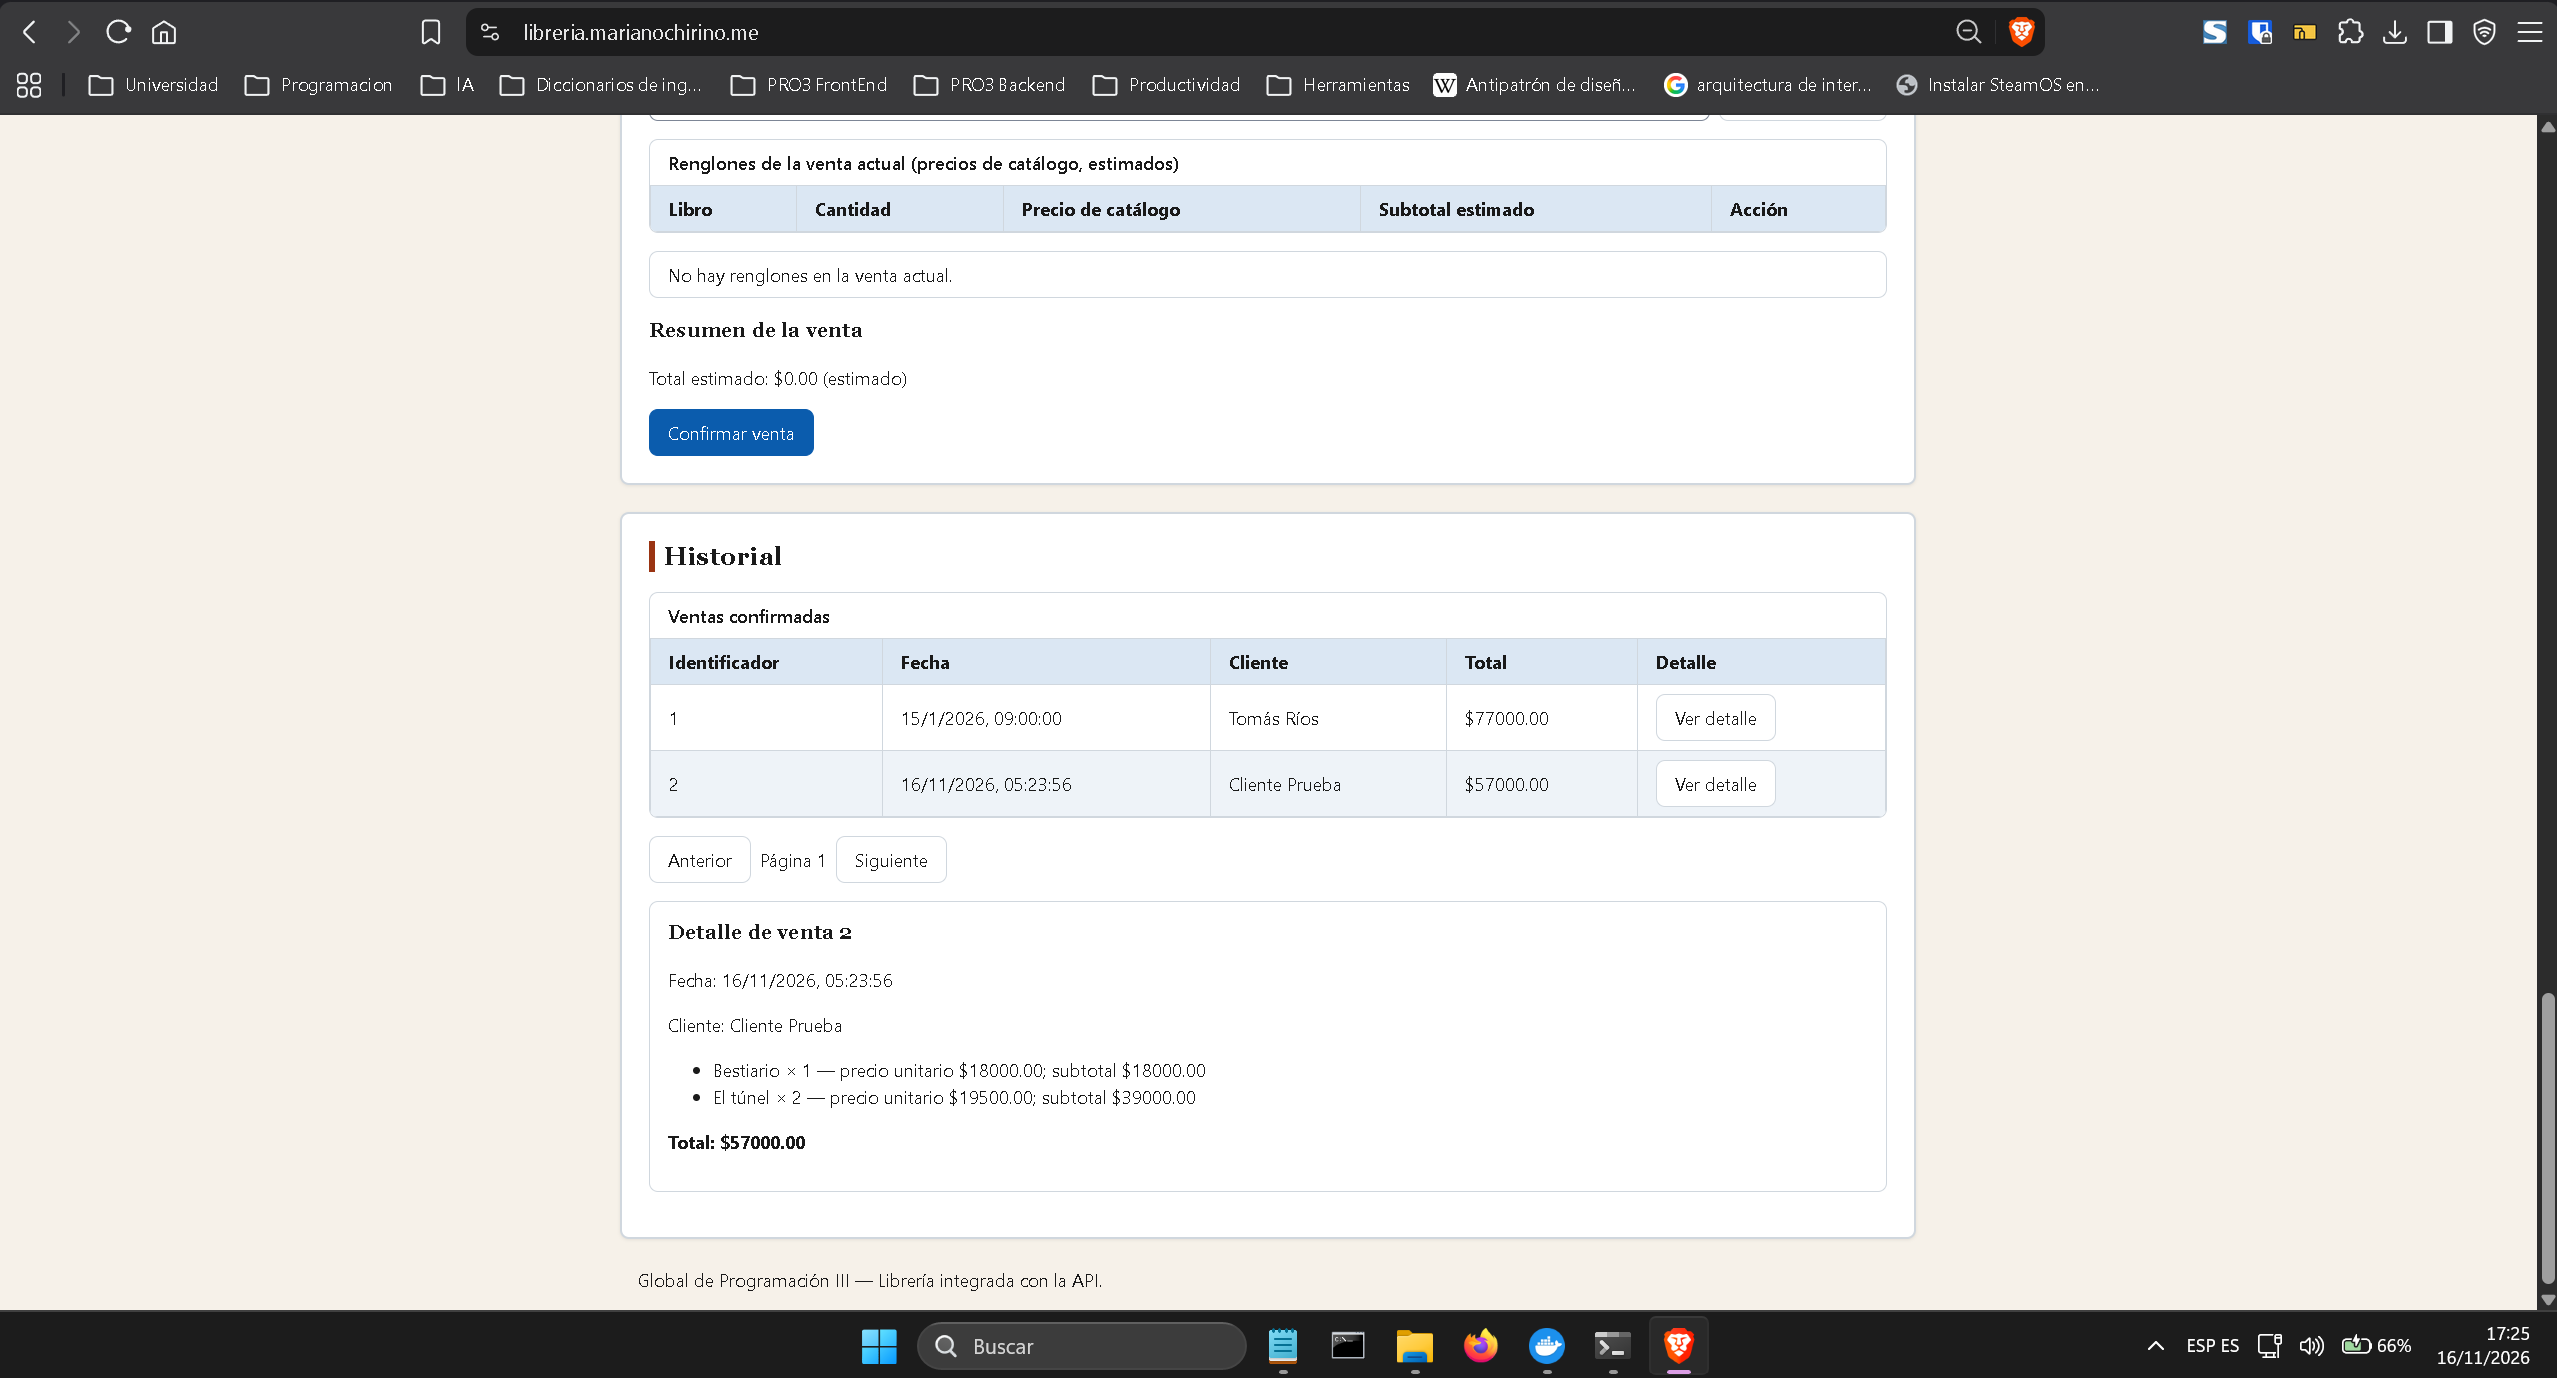 libreria.marianochirino.me
Universidad Programacion IA Diccionarios de ing... PRO3 FrontEnd PRO3 Backend Productividad Herramientas Antipatrón de diseñ... arquitectura de inter... Instalar SteamOS en...
Renglones de la venta actual (precios de catálogo, estimados)
Libro Cantidad Precio de catálogo Subtotal estimado Acción
No hay renglones en la venta actual.
Resumen de la venta
Total estimado: $0.00 (estimado)
Confirmar venta
Historial
Ventas confirmadas
Identificador Fecha Cliente Total Detalle
1 15/1/2026, 09:00:00 Tomás Ríos $77000.00 Ver detalle
2 16/11/2026, 05:23:56 Cliente Prueba $57000.00 Ver detalle
Anterior Página 1 Siguiente
Detalle de venta 2
Fecha: 16/11/2026, 05:23:56
Cliente: Cliente Prueba
• Bestiario × 1 — precio unitario $18000.00; subtotal $18000.00
• El túnel × 2 — precio unitario $19500.00; subtotal $39000.00
Total: $57000.00
Global de Programación III — Librería integrada con la API.
Buscar
ESP ES 66% 17:25
16/11/2026